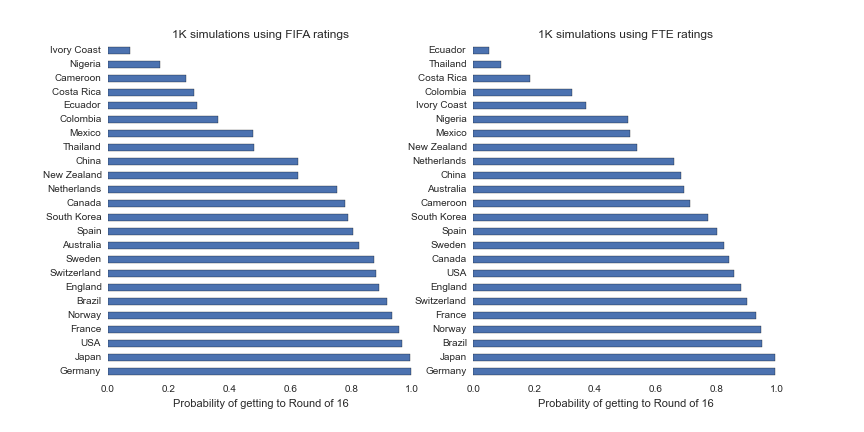 1K simulations using FIFA ratings
Ivory Coast
Nigeria
Cameroon
Costa Rica
Ecuador
Colombia
Mexico
Thailand
China
New Zealand
Netherlands
Canada
South Korea
Spain
Australia
Sweden
Switzerland
England
Brazil
Norway
France
USA
Japan
Germany
0.0 0.2 0.4 0.6 0.8 1.0
Probability of getting to Round of 16
1K simulations using FTE ratings
Ecuador
Thailand
Costa Rica
Colombia
Ivory Coast
Nigeria
Mexico
New Zealand
Netherlands
China
Australia
Cameroon
South Korea
Spain
Sweden
Canada
USA
England
Switzerland
France
Norway
Brazil
Japan
Germany
0.0 0.2 0.4 0.6 0.8 1.0
Probability of getting to Round of 16